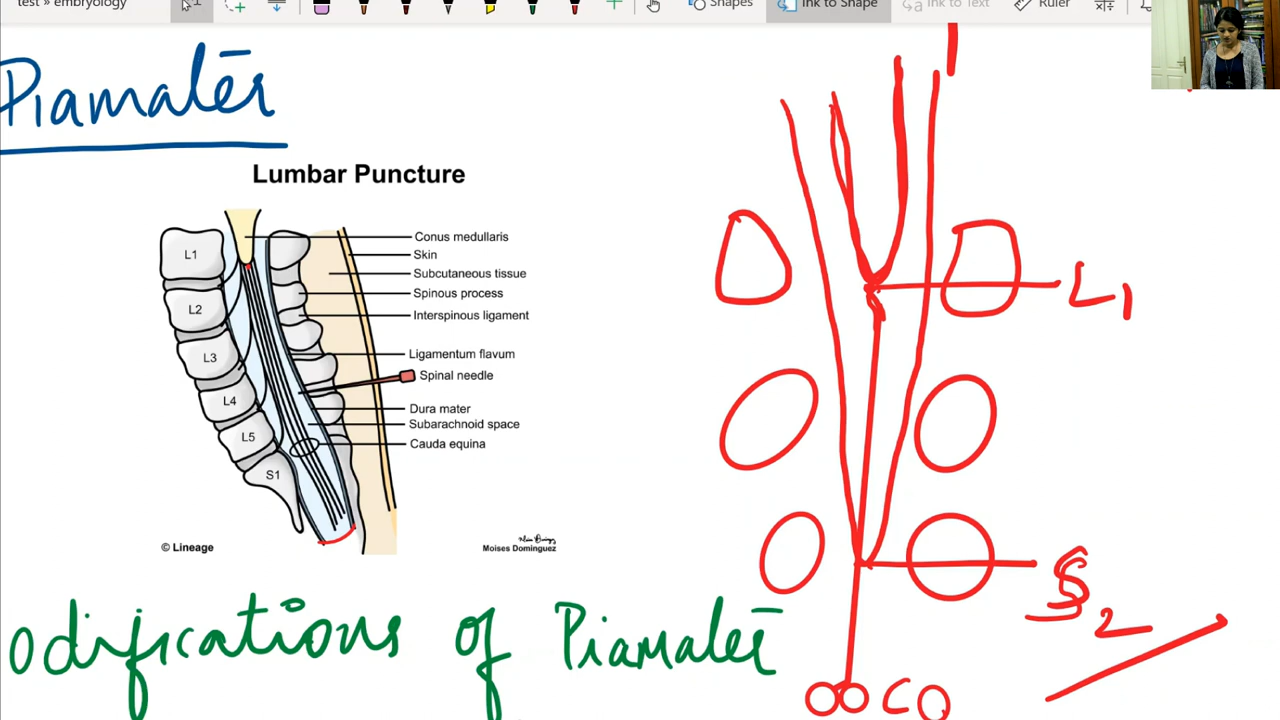 test » embryology
Shapes
Ink to Shape
Ink to Text
Ruler
Piamater
Lumbar Puncture
L1
L2
L3
L4
L5
S1
Conus medullaris
Skin
Subcutaneous tissue
Spinous process
Interspinous ligament
Ligamentum flavum
Spinal needle
Dura mater
Subarachnoid space
Cauda equina
© Lineage
Moises Dominguez
L1
S2
odifications of Piamater